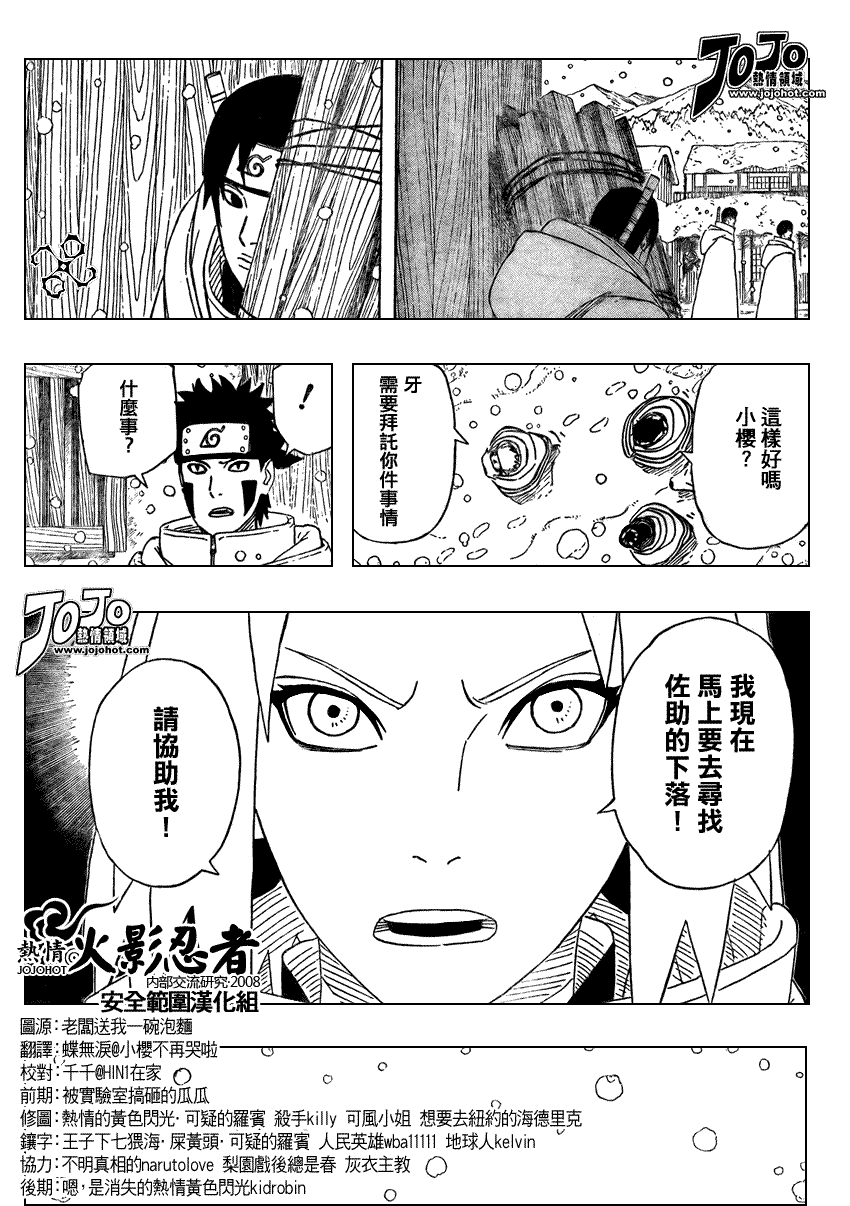 JOJO
熱情領域
www.jojohot.com
這樣好嗎
小櫻?
牙
需要拜託你件事情
!
什麼事?
JOJO
熱情領域
www.jojohot.com
我現在
馬上要去尋找
佐助的下落!
請協助我!
熱情@
JOJOHOT
火影忍者
内部交流研究·2008
安全範圍漢化組
圖源:老闆送我一碗泡麵
翻譯:蝶無淚@小櫻不再哭啦
校對:千千@HIN1在家
前期:被實驗室搞砸的瓜瓜
修圖:熱情的黃色閃光·可疑的羅賓 殺手killy 可風小姐 想要去紐約的海德里克
鑲字:王子下七猥海·屎黃頭·可疑的羅賓 人民英雄wba11111 地球人kelvin
協力:不明真相的narutolove 梨園戲後總是春 灰衣主教
後期:嗯,是消失的熱情黃色閃光kidrobin